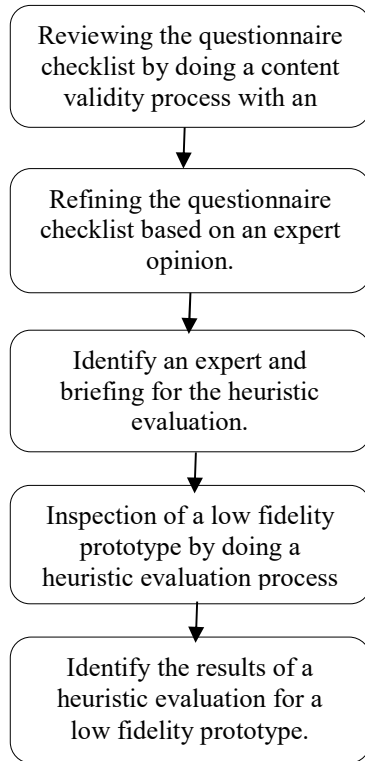 Reviewing the questionnaire
checklist by doing a content
validity process with an
Refining the questionnaire
checklist based on an expert
opinion.
Identify an expert and
briefing for the heuristic
evaluation.
Inspection of a low fidelity
prototype by doing a
heuristic evaluation process
Identify the results of a
heuristic evaluation for a
low fidelity prototype.